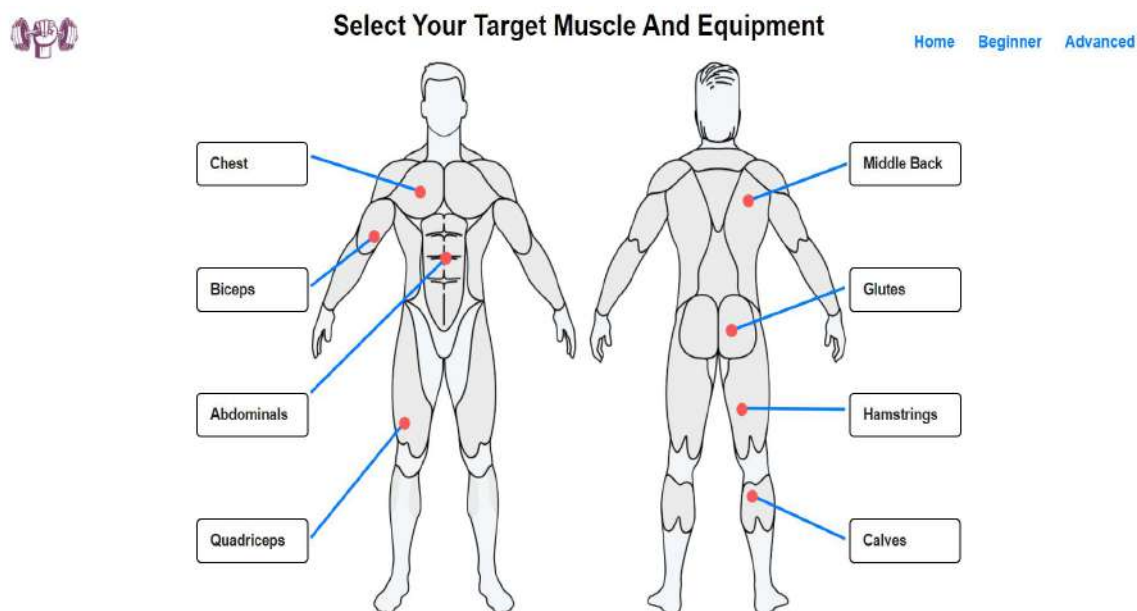 Select Your Target Muscle And Equipment
Home Beginner Advanced
Chest
Middle Back
Biceps
Glutes
Abdominals
Hamstrings
Quadriceps
Calves